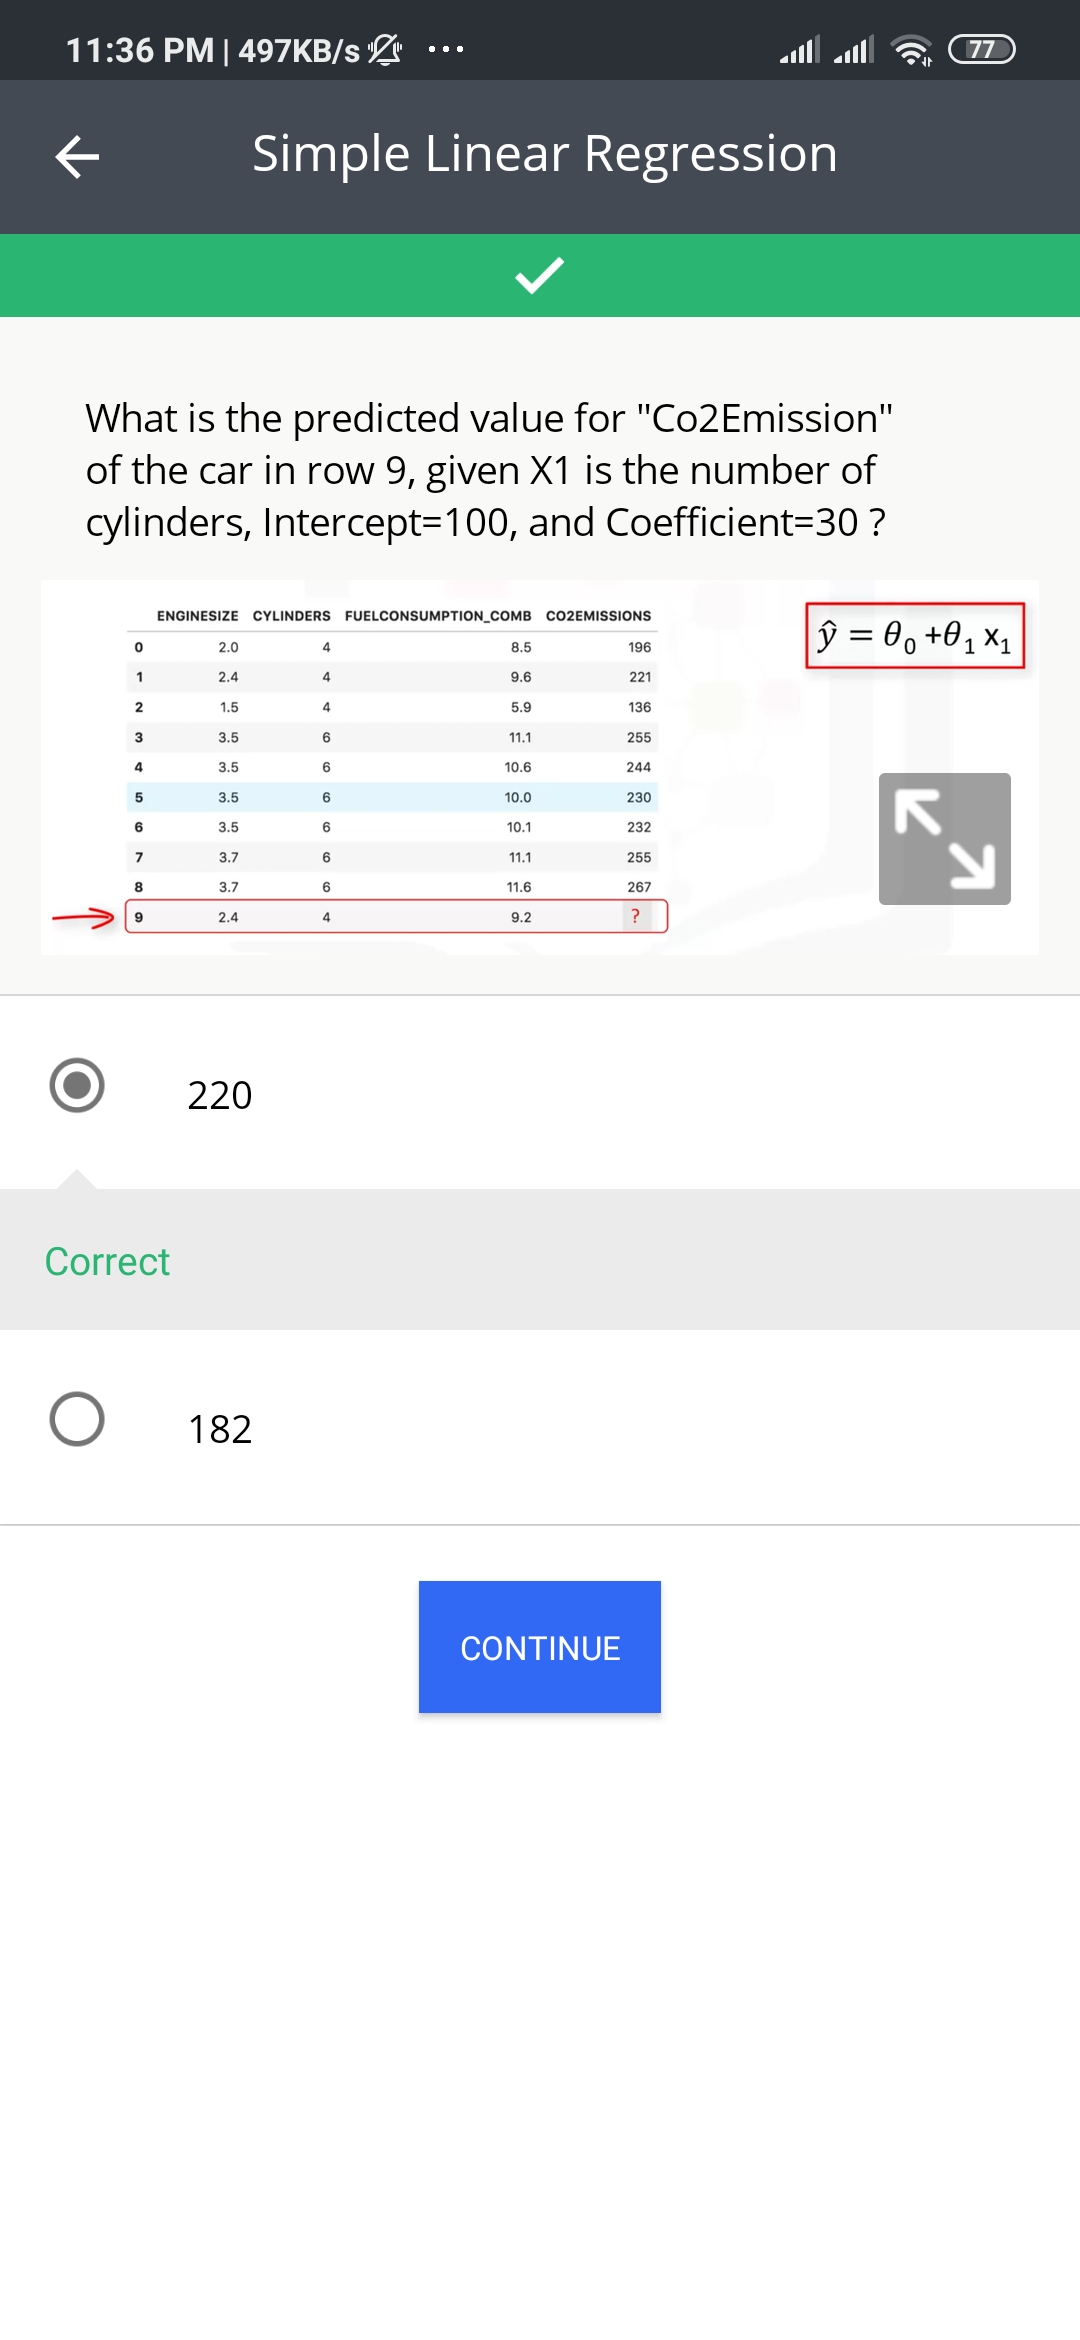 11:36 PM | 497KB/s ... 77
Simple Linear Regression
What is the predicted value for "Co2Emission"
of the car in row 9, given X1 is the number of
cylinders, Intercept=100, and Coefficient=30 ?
ENGINESIZE CYLINDERS FUELCONSUMPTION_COMB CO2EMISSIONS
0 2.0 4 8.5 196
1 2.4 4 9.6 221
2 1.5 4 5.9 136
3 3.5 6 11.1 255
4 3.5 6 10.6 244
5 3.5 6 10.0 230
6 3.5 6 10.1 232
7 3.7 6 11.1 255
8 3.7 6 11.6 267
9 2.4 4 9.2 ?
ŷ = θ₀ +θ₁ x₁
220
Correct
182
CONTINUE